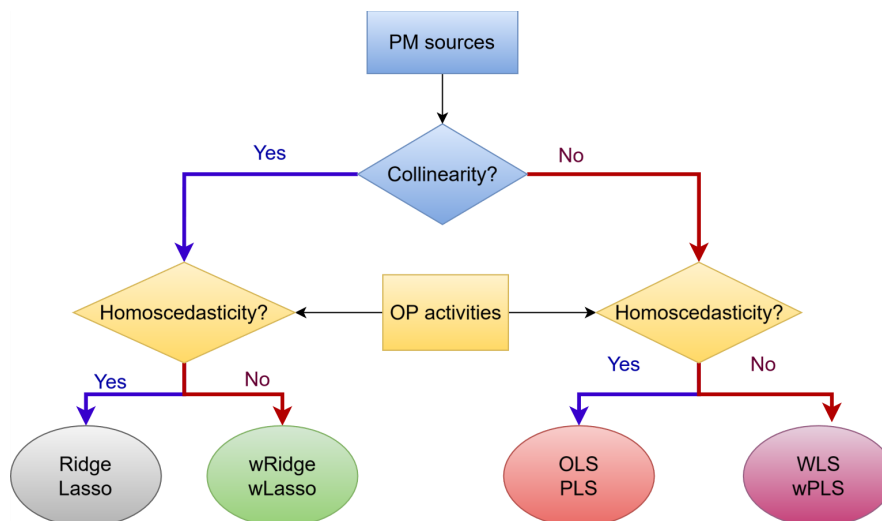 PM sources
Yes
No
Collinearity?
Homoscedasticity?
OP activities
Homoscedasticity?
Yes
No
Yes
No
Ridge
Lasso
wRidge
wLasso
OLS
PLS
WLS
wPLS